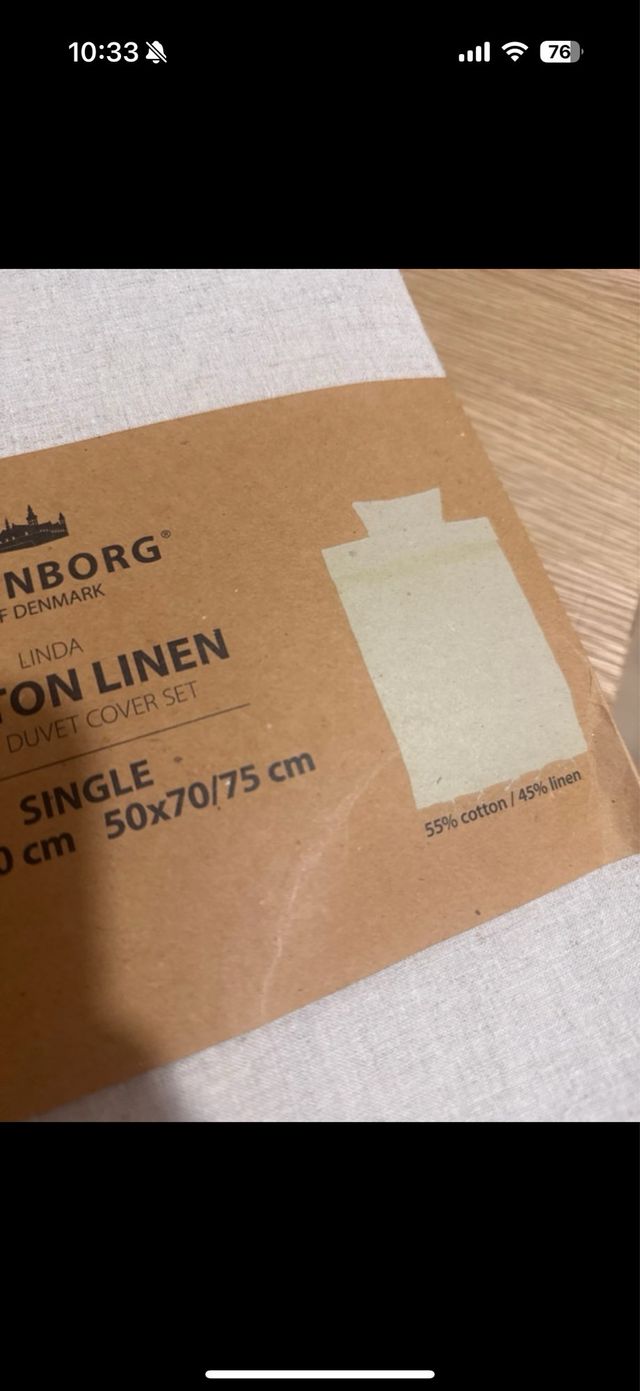 10:33
76
NBORG®
F DENMARK
LINDA
TON LINEN
DUVET COVER SET
SINGLE
0 cm 50x70/75 cm
55% cotton / 45% linen